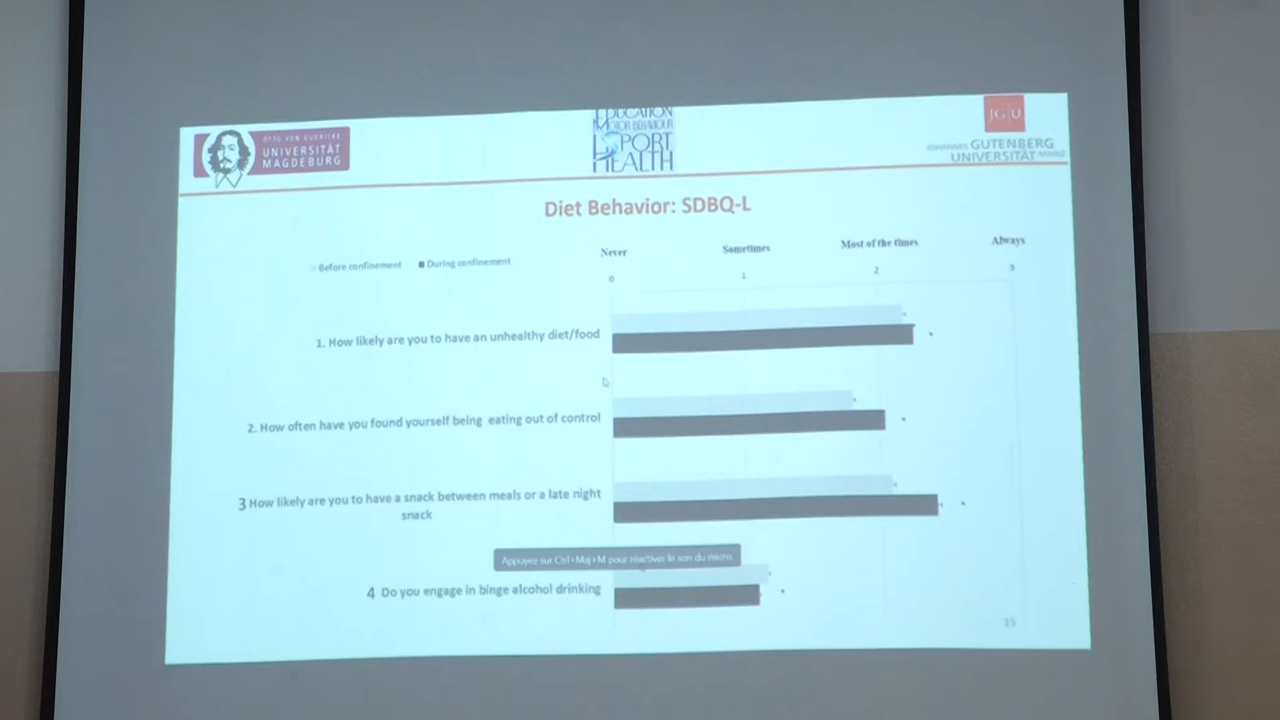 OTTO VON GUERICKE
UNIVERSITÄT
MAGDEBURG
EDUCATION
MOTOR BEHAVIOUR
SPORT
HEALTH
JG|U
JOHANNES GUTENBERG
UNIVERSITÄT MAINZ
Diet Behavior: SDBQ-L
Never Sometimes Most of the times Always
Before confinement During confinement
0 1 2 3
1. How likely are you to have an unhealthy diet/food
2. How often have you found yourself being eating out of control
3 How likely are you to have a snack between meals or a late night
snack
Appuyez sur Ctrl+Maj+M pour réactiver le son du micro.
4 Do you engage in binge alcohol drinking
15